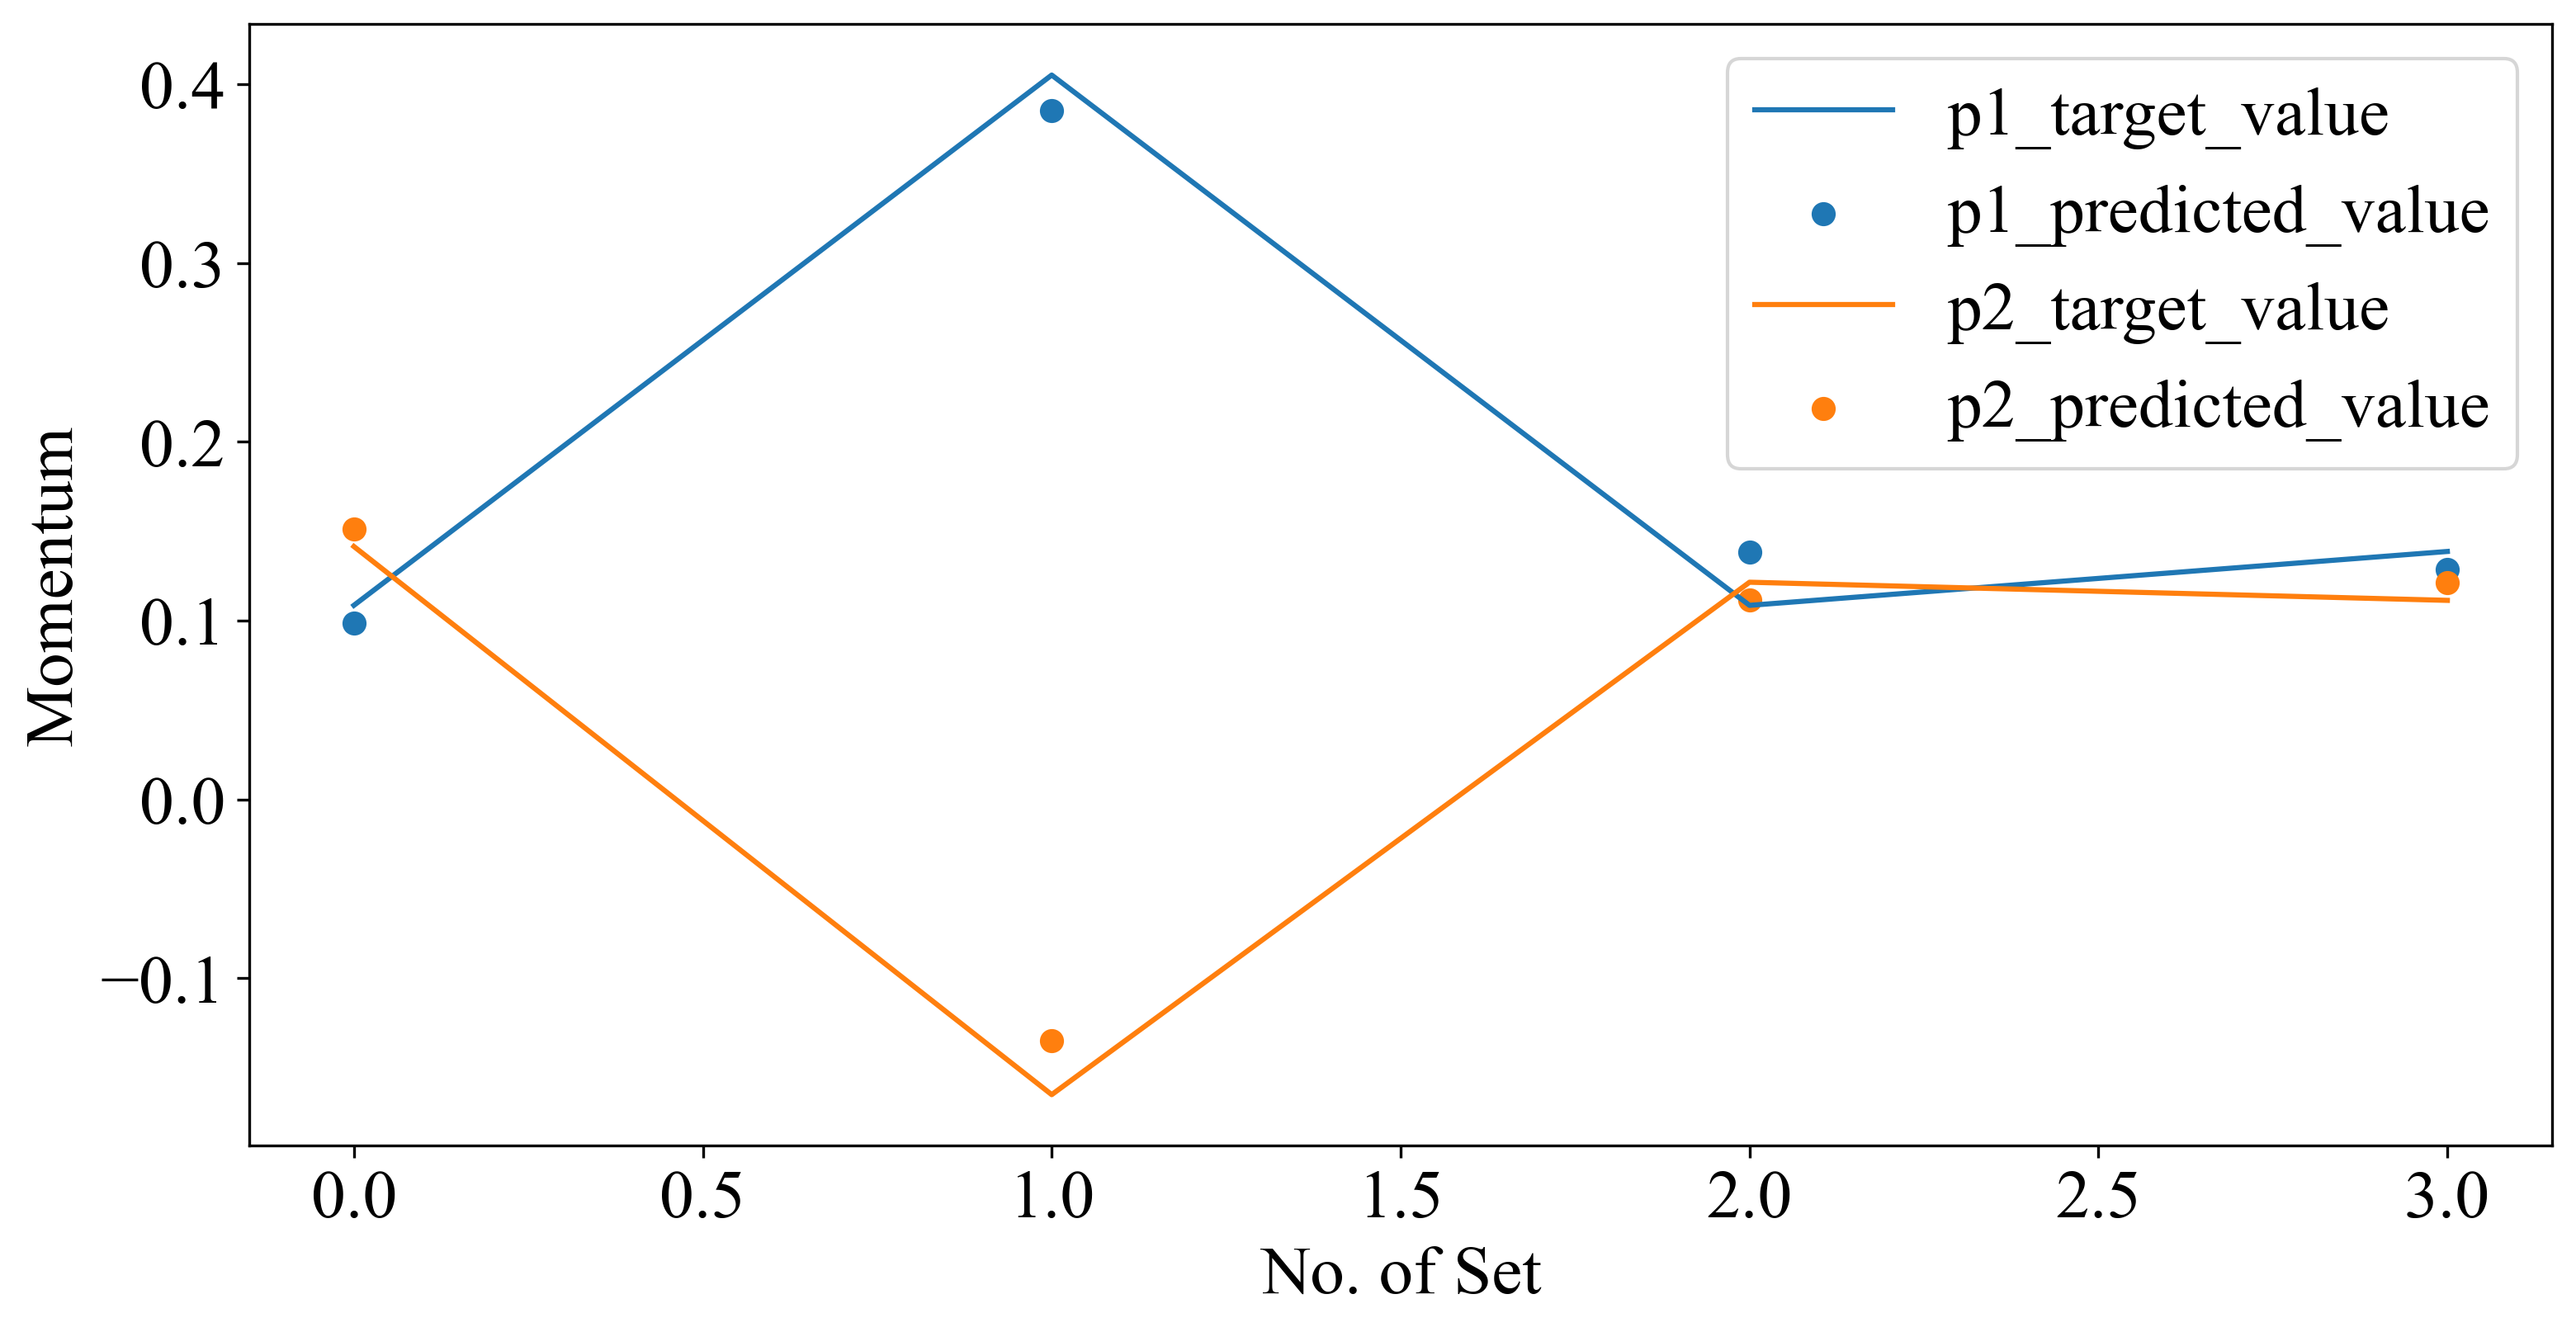 0.4
0.3
0.2
0.1
0.0
−0.1
Momentum
p1_target_value
p1_predicted_value
p2_target_value
p2_predicted_value
0.0 0.5 1.0 1.5 2.0 2.5 3.0
No. of Set